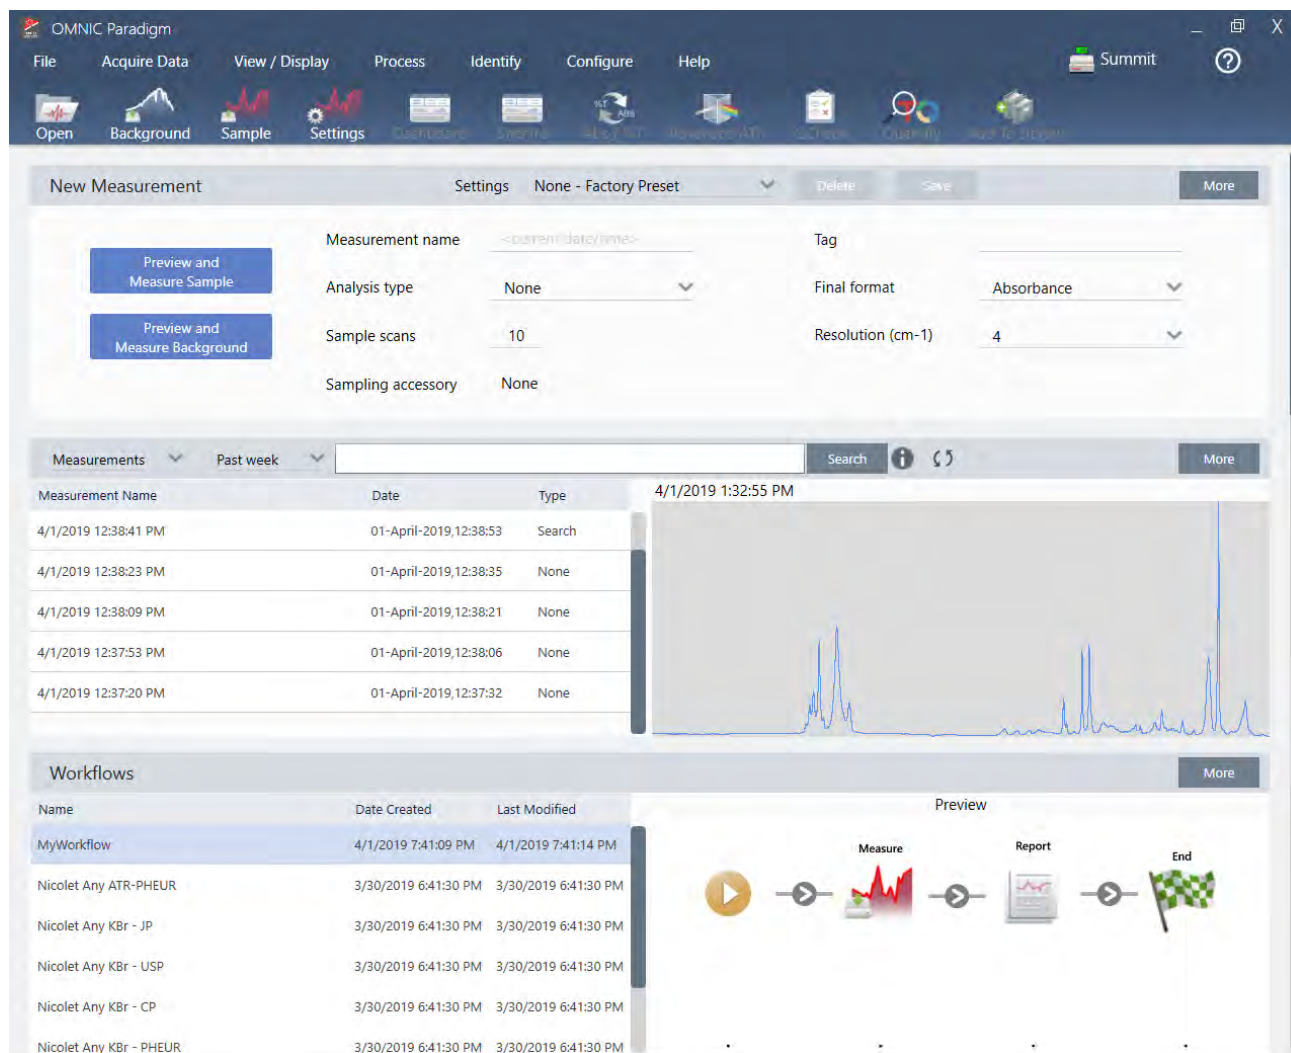 OMNIC Paradigm
_ X
File Acquire Data View / Display Process Identify Configure Help Summit ?
Open Background Sample Settings Dashboard Spectra Abs/%T Advanced ATR QCheck Quantify Add To Library
New Measurement Settings None - Factory Preset Delete Save More
Measurement name <current date/time> Tag
Preview and
Measure Sample
Analysis type None Final format Absorbance
Preview and
Measure Background
Sample scans 10 Resolution (cm-1) 4
Sampling accessory None
Measurements Past week Search i More
Measurement Name Date Type 4/1/2019 1:32:55 PM
4/1/2019 12:38:41 PM 01-April-2019,12:38:53 Search
4/1/2019 12:38:23 PM 01-April-2019,12:38:35 None
4/1/2019 12:38:09 PM 01-April-2019,12:38:21 None
4/1/2019 12:37:53 PM 01-April-2019,12:38:06 None
4/1/2019 12:37:20 PM 01-April-2019,12:37:32 None
Workflows More
Name Date Created Last Modified Preview
MyWorkflow 4/1/2019 7:41:09 PM 4/1/2019 7:41:14 PM
Measure Report End
Nicolet Any ATR-PHEUR 3/30/2019 6:41:30 PM 3/30/2019 6:41:30 PM
Nicolet Any KBr - JP 3/30/2019 6:41:30 PM 3/30/2019 6:41:30 PM
Nicolet Any KBr - USP 3/30/2019 6:41:30 PM 3/30/2019 6:41:30 PM
Nicolet Any KBr - CP 3/30/2019 6:41:30 PM 3/30/2019 6:41:30 PM
Nicolet Any KBr - PHEUR 3/30/2019 6:41:30 PM 3/30/2019 6:41:30 PM